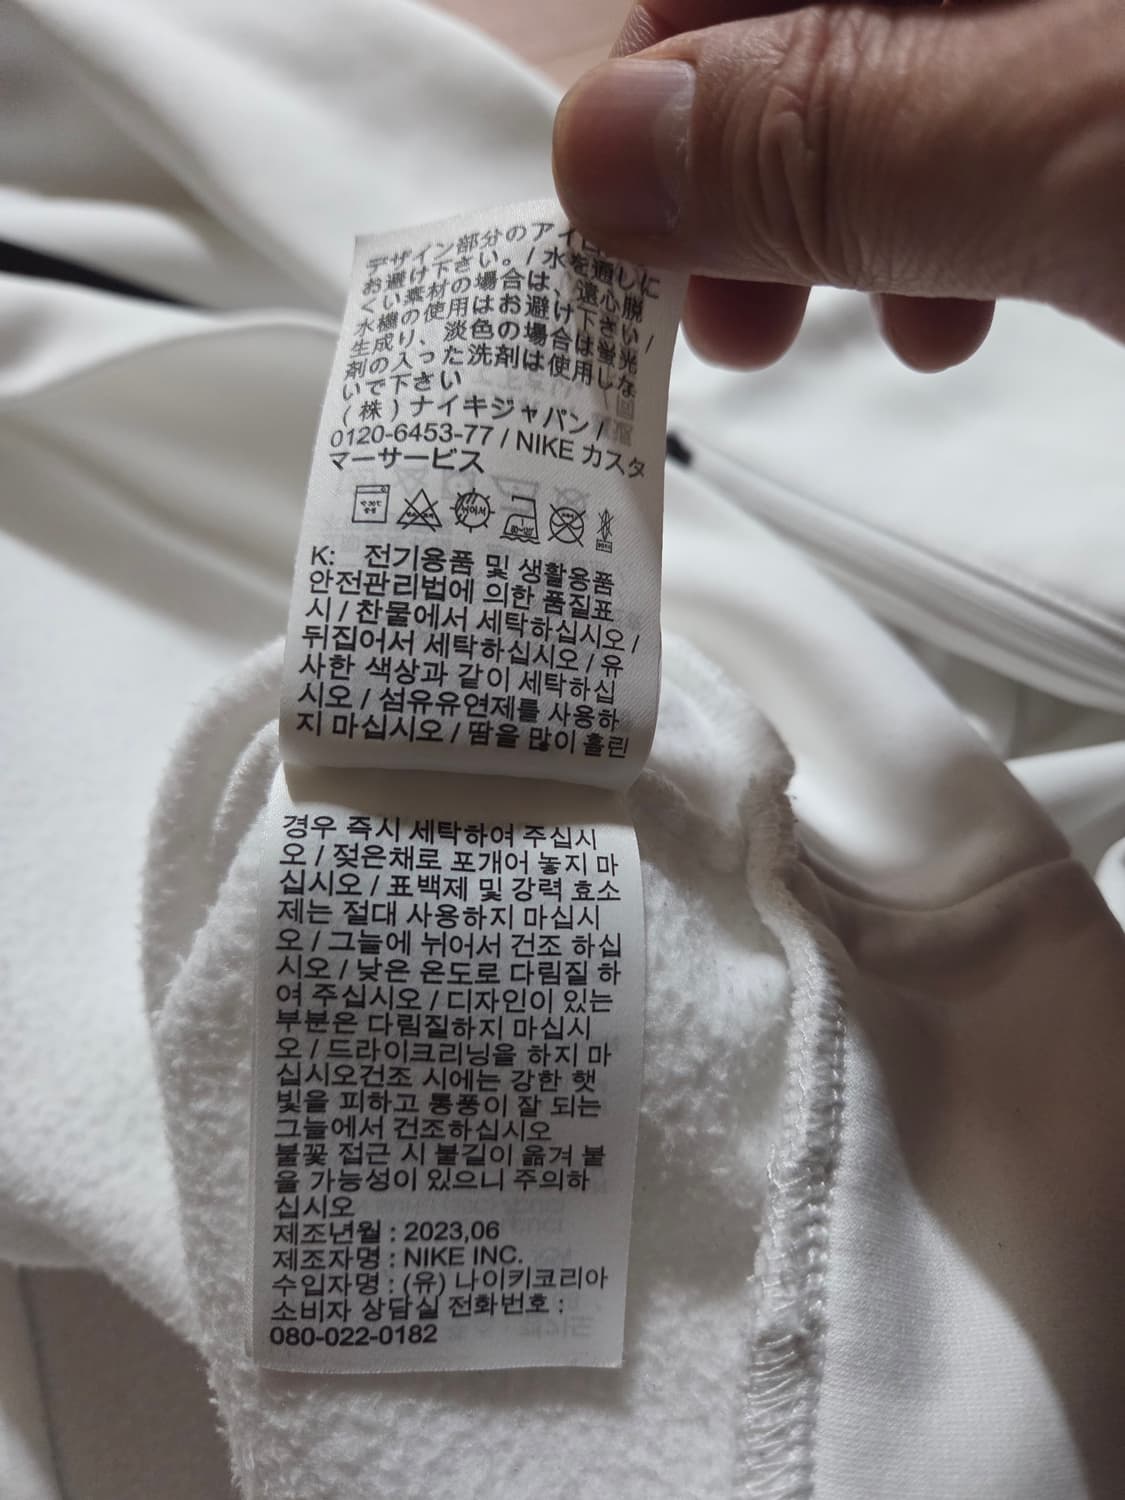 デザイン部分のアイ
お避け下さい。/ 水を通しに
くい素材の場合は、遠心脱
水機の使用はお避け下さい /
生成り、淡色の場合は蛍光
剤の入った洗剤は使用しな
いで下さい
(株) ナイキジャパン /
0120-6453-77 / NIKE カスタ
マーサービス
K: 전기용품 및 생활용품
안전관리법에 의한 품질표
시 / 찬물에서 세탁하십시오 /
뒤집어서 세탁하십시오 / 유
사한 색상과 같이 세탁하십
시오 / 섬유유연제를 사용하
지 마십시오 / 땀을 많이 흘린
경우 즉시 세탁하여 주십시
오 / 젖은채로 포개어 놓지 마
십시오 / 표백제 및 강력 효소
제는 절대 사용하지 마십시
오 / 그늘에 뉘어서 건조 하십
시오 / 낮은 온도로 다림질 하
여 주십시오 / 디자인이 있는
부분은 다림질하지 마십시
오 / 드라이크리닝을 하지 마
십시오건조 시에는 강한 햇
빛을 피하고 통풍이 잘 되는
그늘에서 건조하십시오
불꽃 접근 시 불길이 옮겨 붙
을 가능성이 있으니 주의하
십시오
제조년월 : 2023,06
제조자명 : NIKE INC.
수입자명 : (유) 나이키코리아
소비자 상담실 전화번호 :
080-022-0182